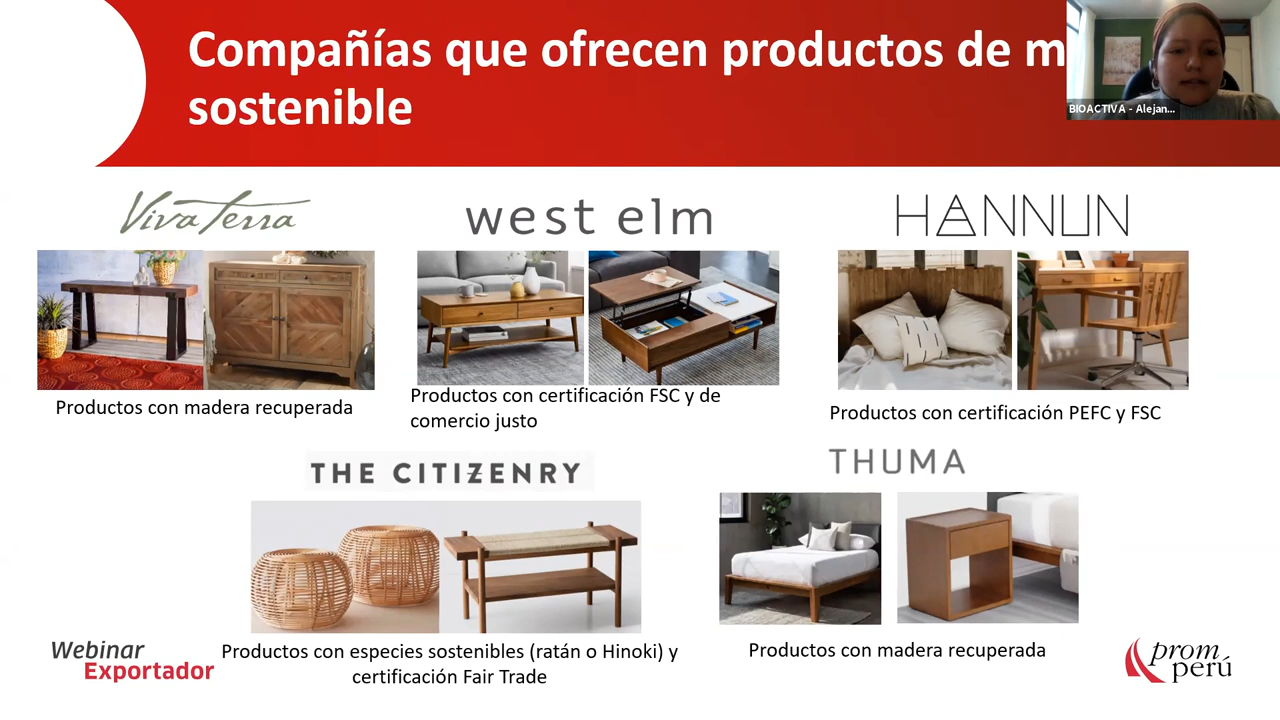 Compañías que ofrecen productos de m
sostenible
BIOACTIVA - Alejan...
Viva Terra
west elm
HANNUN
Productos con madera recuperada
Productos con certificación FSC y de
comercio justo
Productos con certificación PEFC y FSC
THE CITIZENRY
THUMA
Productos con especies sostenibles (ratán o Hinoki) y
certificación Fair Trade
Productos con madera recuperada
Webinar
Exportador
prom
perú